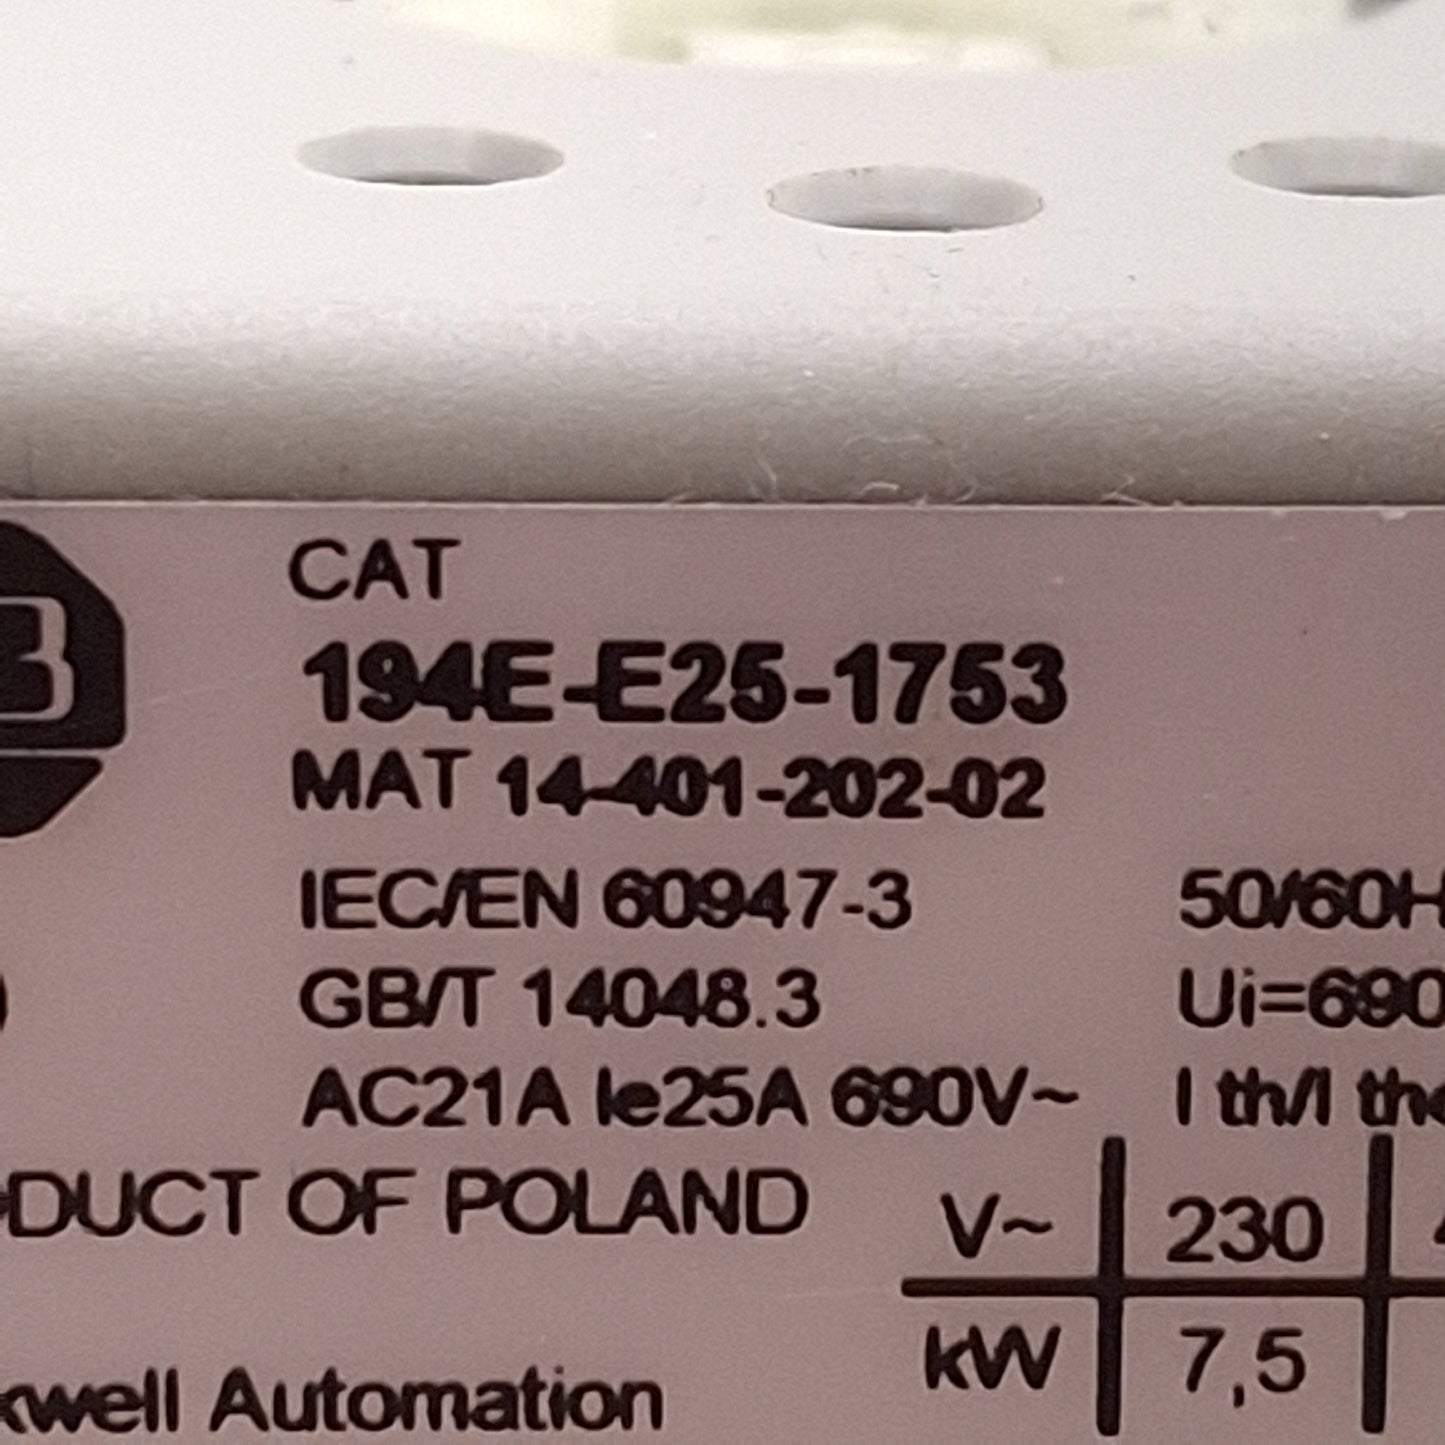 CAT
194E-E25-1753
MAT 14-401-202-02
IEC/EN 60947-3
50/60H
GB/T 14048.3
Ui=690
AC21A Ie25A 690V~
I th/I the
DUCT OF POLAND
V~ 230
kW 7,5
well Automation